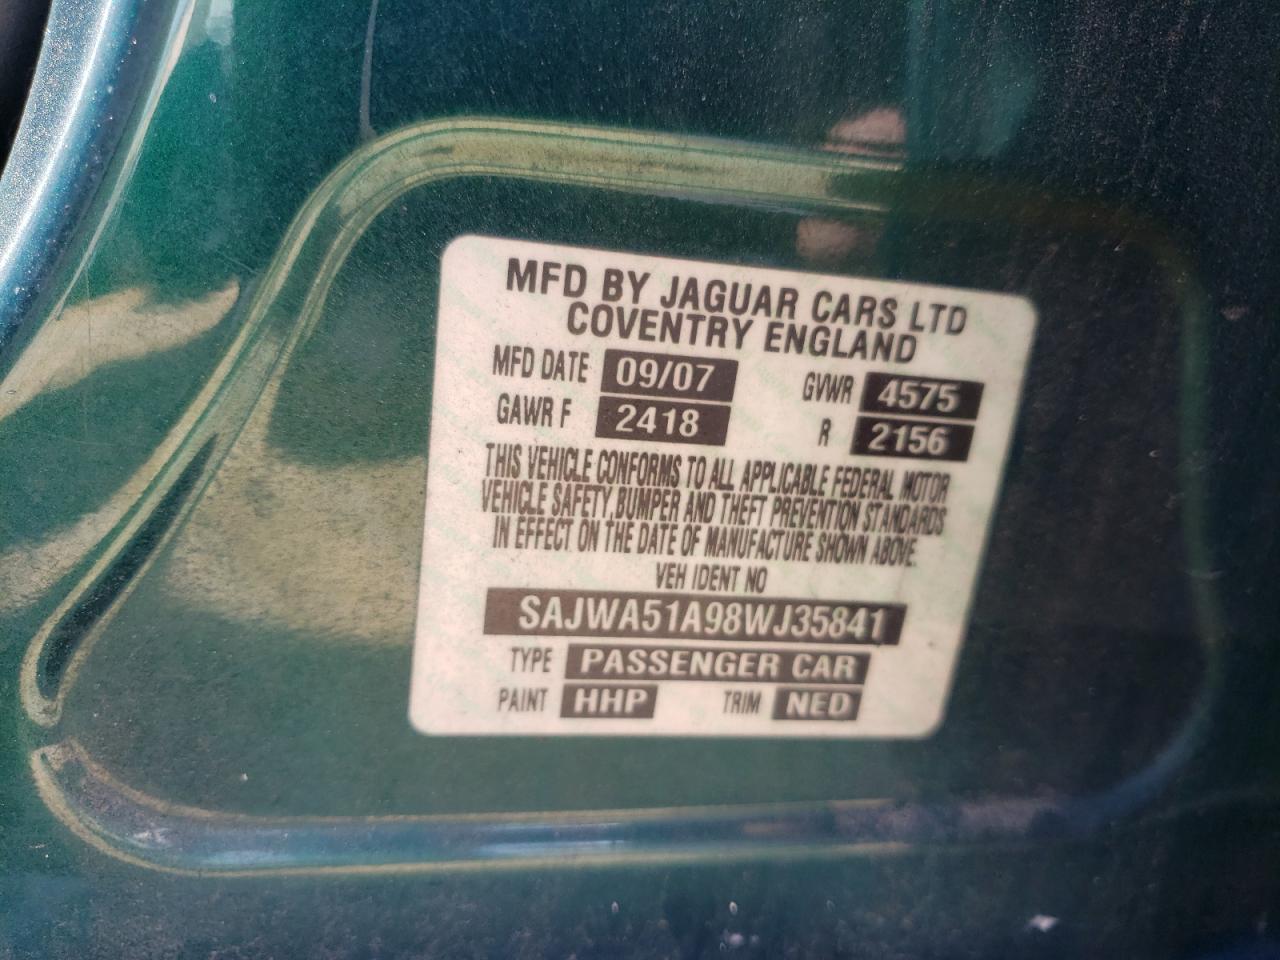 MFD BY JAGUAR CARS LTD
COVENTRY ENGLAND
MFD DATE 09/07 GVWR 4575
GAWR F 2418 R 2156
THIS VEHICLE CONFORMS TO ALL APPLICABLE FEDERAL MOTOR
VEHICLE SAFETY, BUMPER AND THEFT PREVENTION STANDARDS
IN EFFECT ON THE DATE OF MANUFACTURE SHOWN ABOVE.
VEH IDENT NO
SAJWA51A98WJ35841
TYPE PASSENGER CAR
PAINT HHP TRIM NED